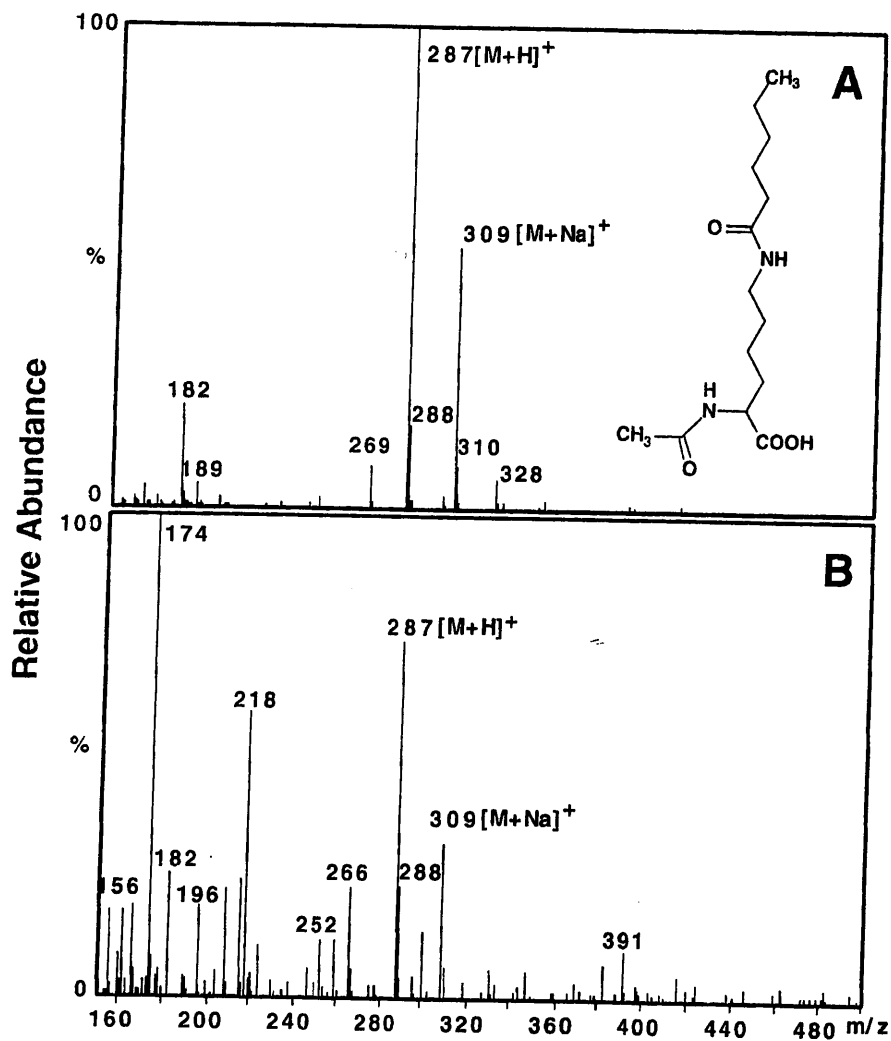 Relative Abundance
100
%
0
287[M+H]+
309[M+Na]+
182
189
269
288
310
328
A
CH3
O
NH
H
N
CH3
O
COOH
100
%
0
174
B
287[M+H]+
218
309[M+Na]+
182
156
196
266
288
252
391
160 200 240 280 320 360 400 440 480 m/z